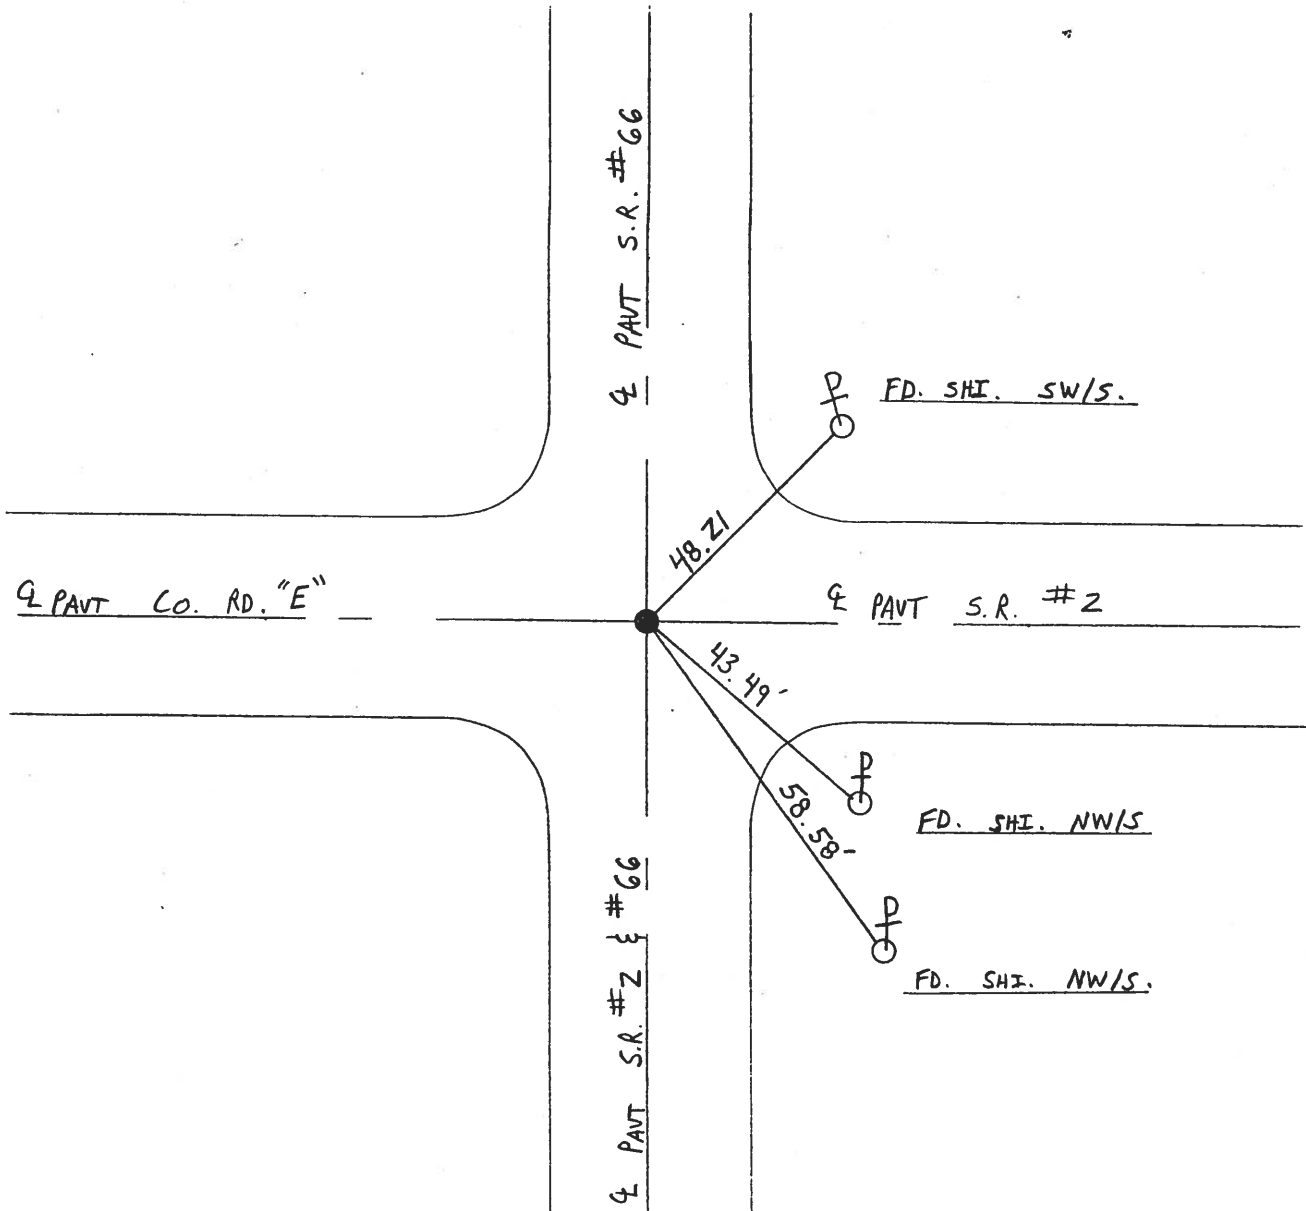 ℄ PAVT S.R. #66
FD. SHI. SW/S.
48.21
℄ PAVT CO. RD. "E"
℄ PAVT S.R. #2
43.49'
58.58'
FD. SHI. NW/S
FD. SHI. NW/S.
℄ PAVT S.R. #2 & #66
P
P
P